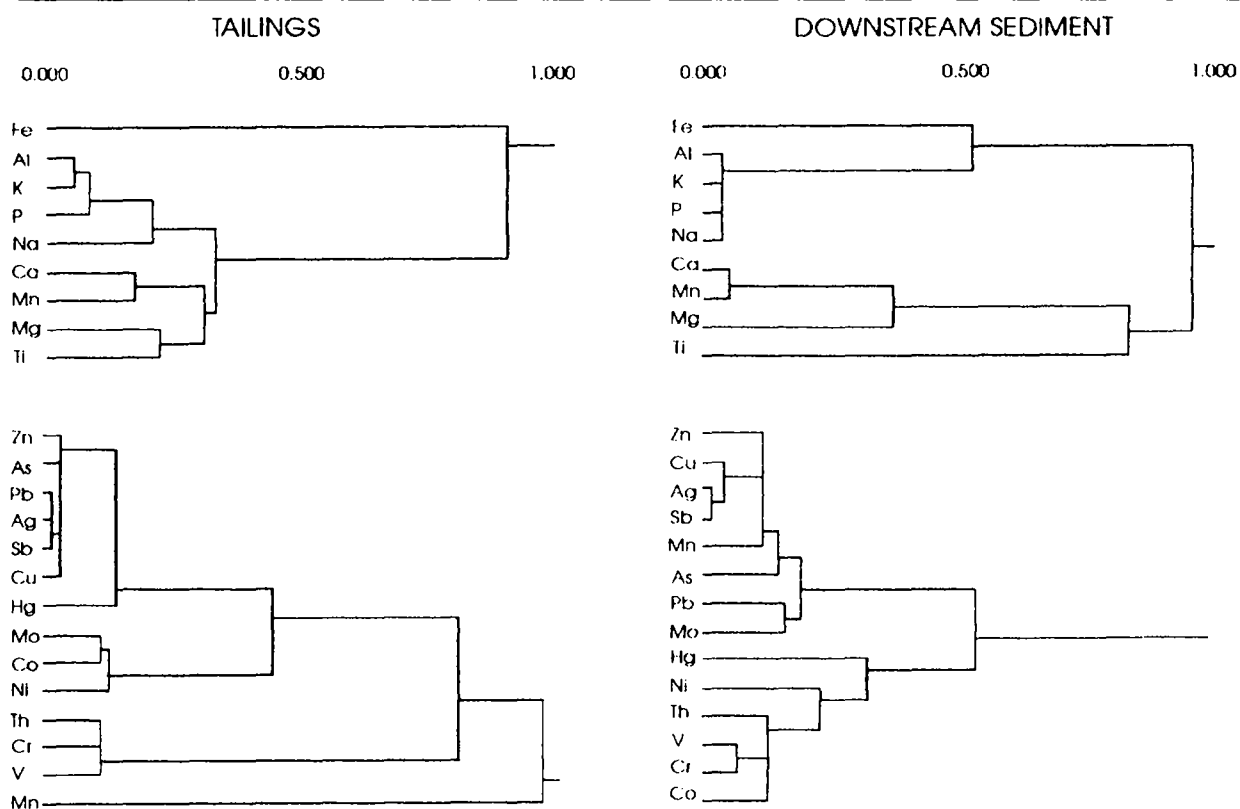 TAILINGS
DOWNSTREAM SEDIMENT
0.000 0.500 1.000
0.000 0.500 1.000
Fe
Al
K
P
Na
Ca
Mn
Mg
Ti
Fe
Al
K
P
Na
Ca
Mn
Mg
Ti
Zn
As
Pb
Ag
Sb
Cu
Hg
Mo
Co
Ni
Th
Cr
V
Mn
Zn
Cu
Ag
Sb
Mn
As
Pb
Mo
Hg
Ni
Th
V
Cr
Co